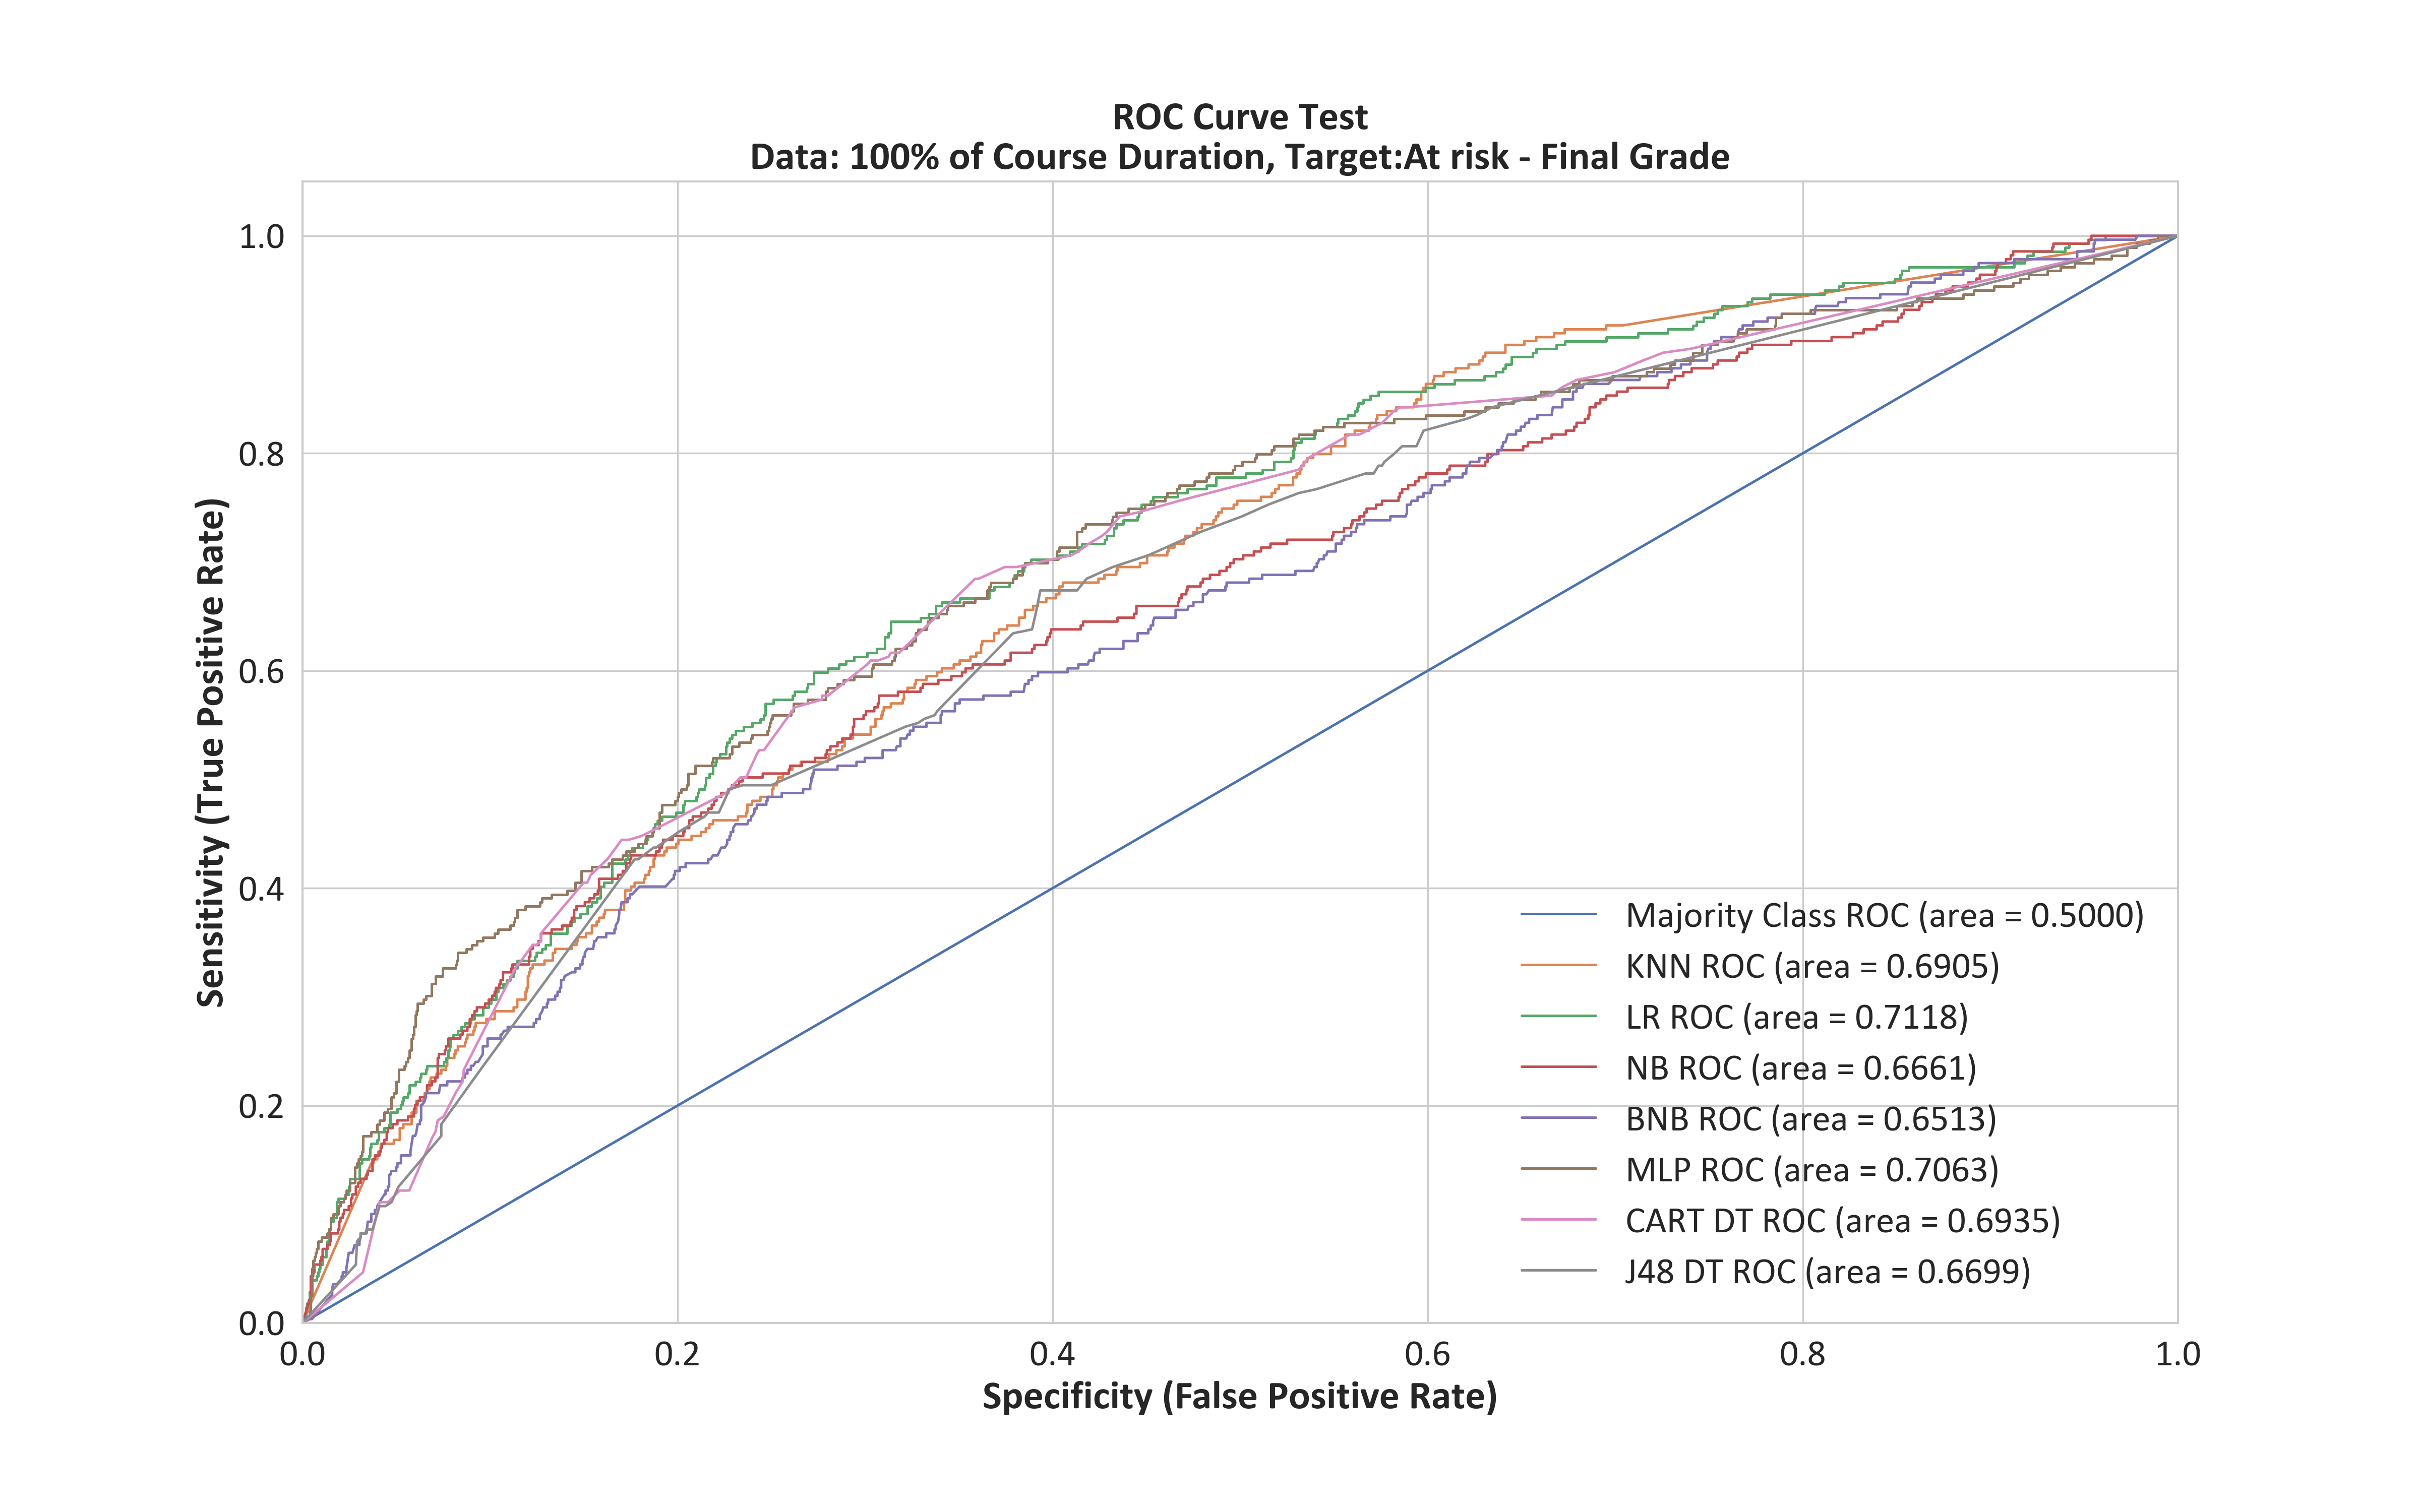 ROC Curve Test
Data: 100% of Course Duration, Target:At risk - Final Grade
Sensitivity (True Positive Rate)
1.0
0.8
0.6
0.4
0.2
0.0
Majority Class ROC (area = 0.5000)
KNN ROC (area = 0.6905)
LR ROC (area = 0.7118)
NB ROC (area = 0.6661)
BNB ROC (area = 0.6513)
MLP ROC (area = 0.7063)
CART DT ROC (area = 0.6935)
J48 DT ROC (area = 0.6699)
0.0 0.2 0.4 0.6 0.8 1.0
Specificity (False Positive Rate)